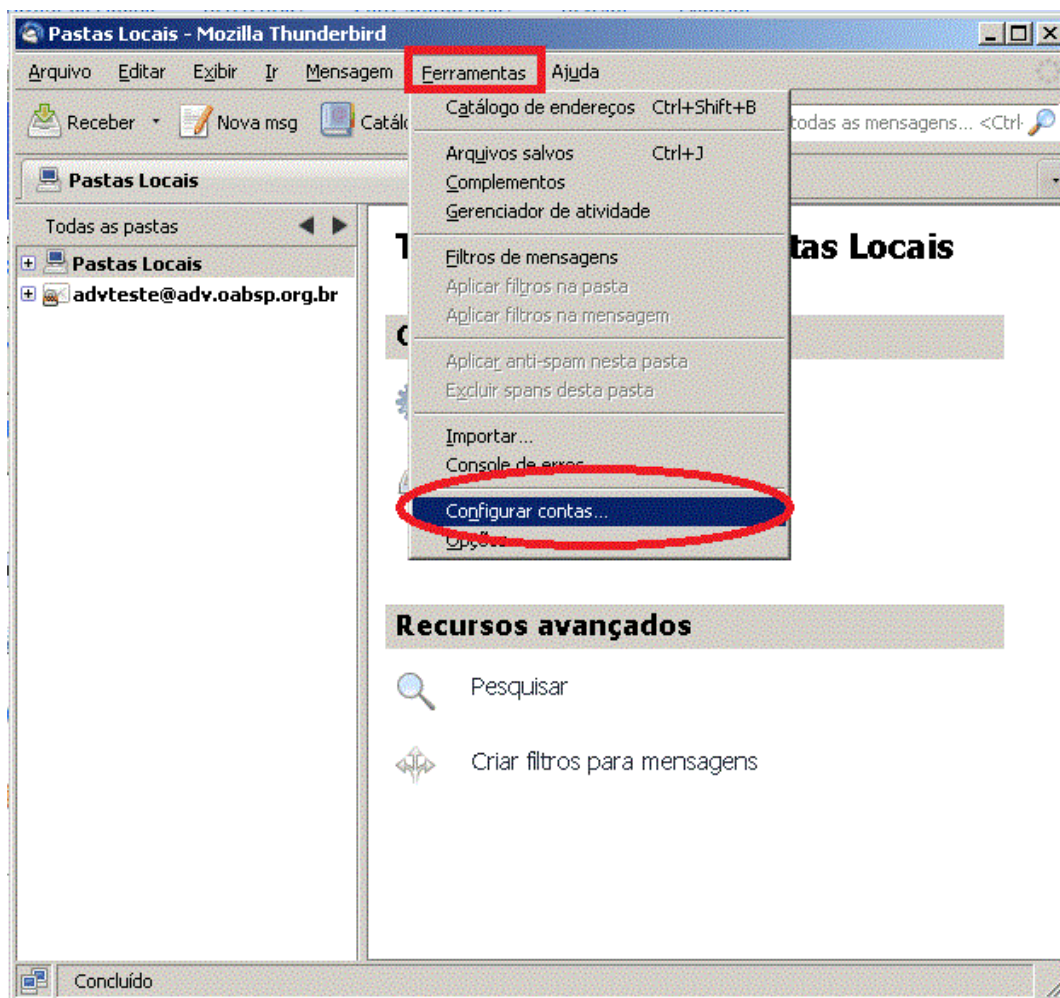 Pastas Locais - Mozilla Thunderbird
Arquivo Editar Exibir Ir Mensagem Ferramentas Ajuda
Receber Nova msg todas as mensagens... <Ctrl-
Pastas Locais
Todas as pastas
Pastas Locais
advteste@adv.oabsp.org.br
Catálogo de endereços Ctrl+Shift+B
Arquivos salvos Ctrl+J
Complementos
Gerenciador de atividade
Filtros de mensagens
Aplicar filtros na pasta
Aplicar filtros na mensagem
Aplicar anti-spam nesta pasta
Excluir spans desta pasta
Importar...
Console de erros
Configurar contas...
Opções
Locais
Recursos avançados
Pesquisar
Criar filtros para mensagens
Concluído